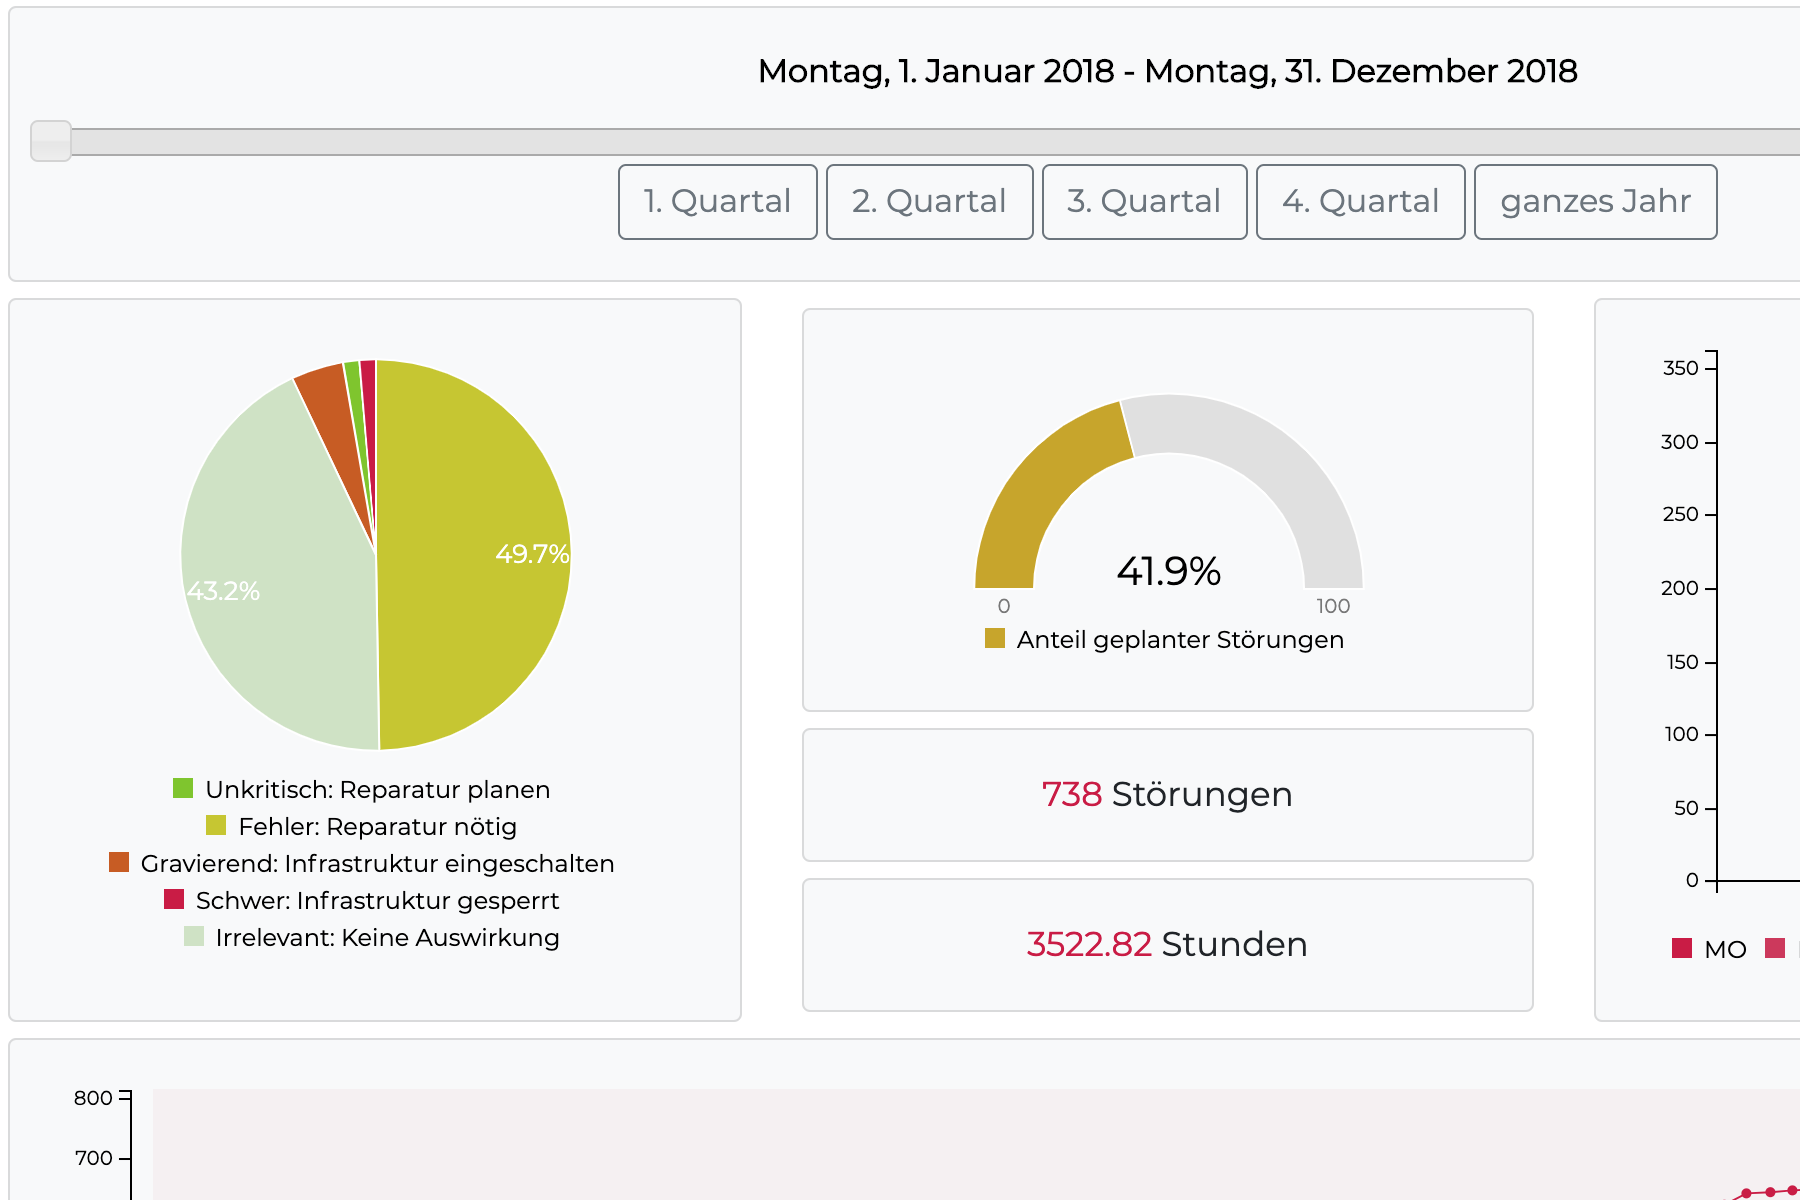 Montag, 1. Januar 2018 - Montag, 31. Dezember 2018
1. Quartal 2. Quartal 3. Quartal 4. Quartal ganzes Jahr
49.7%
43.2%
Unkritisch: Reparatur planen
Fehler: Reparatur nötig
Gravierend: Infrastruktur eingeschalten
Schwer: Infrastruktur gesperrt
Irrelevant: Keine Auswirkung
41.9%
0 100
Anteil geplanter Störungen
738 Störungen
3522.82 Stunden
350
300
250
200
150
100
50
0
MO
800
700